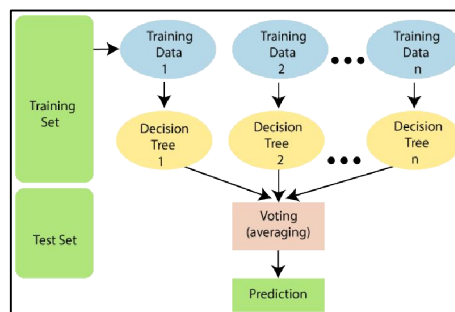 Training
Set
Training
Data
1
Training
Data
2
Training
Data
n
Decision
Tree
1
Decision
Tree
2
Decision
Tree
n
Test Set
Voting
(averaging)
Prediction